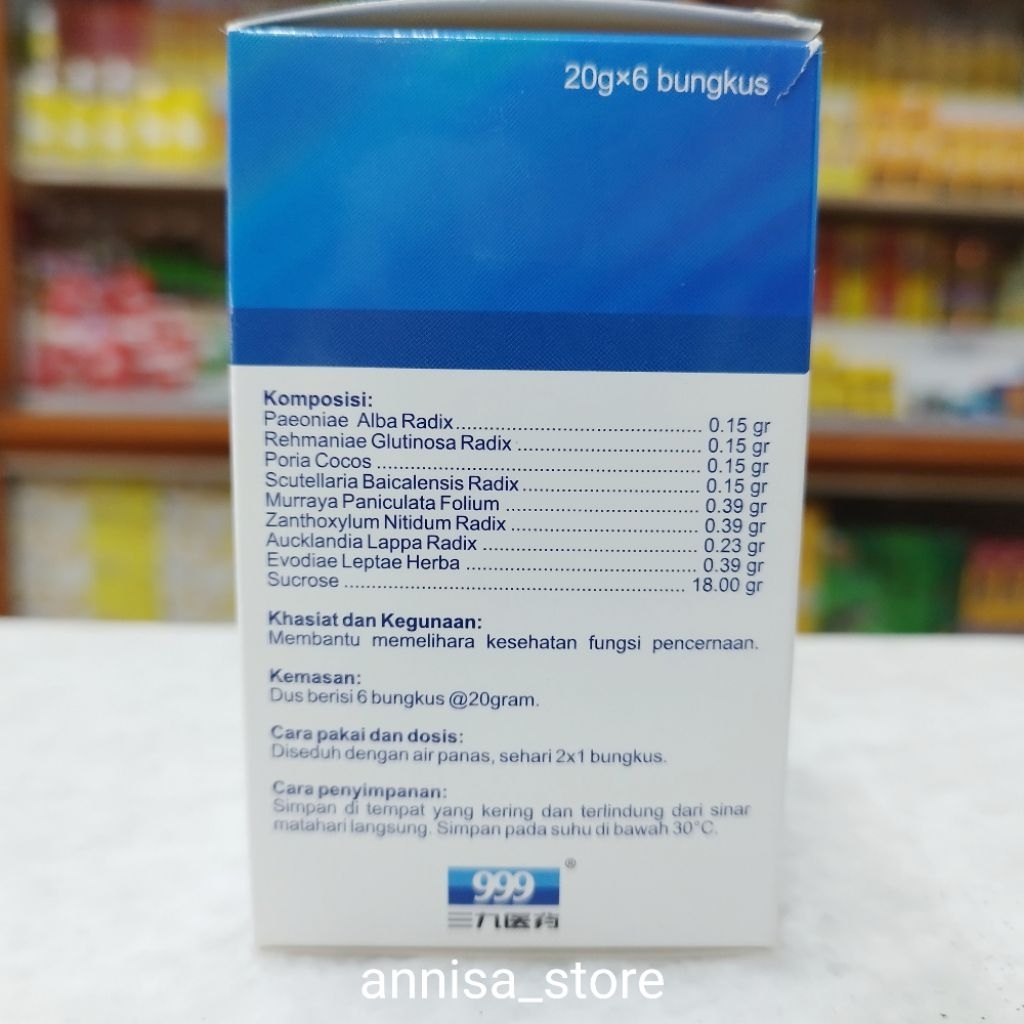 20g×6 bungkus
Komposisi:
Paeoniae Alba Radix........................................ 0.15 gr
Rehmaniae Glutinosa Radix ............................... 0.15 gr
Poria Cocos ...................................................... 0.15 gr
Scutellaria Baicalensis Radix.............................. 0.15 gr
Murraya Paniculata Folium ................................. 0.39 gr
Zanthoxylum Nitidum Radix ................................ 0.39 gr
Aucklandia Lappa Radix .................................... 0.23 gr
Evodiae Leptae Herba ....................................... 0.39 gr
Sucrose ......................................................... 18.00 gr
Khasiat dan Kegunaan:
Membantu memelihara kesehatan fungsi pencernaan.
Kemasan:
Dus berisi 6 bungkus @20gram.
Cara pakai dan dosis:
Diseduh dengan air panas, sehari 2x1 bungkus.
Cara penyimpanan:
Simpan di tempat yang kering dan terlindung dari sinar
matahari langsung. Simpan pada suhu di bawah 30°C.
999 ®
三九医药
annisa_store